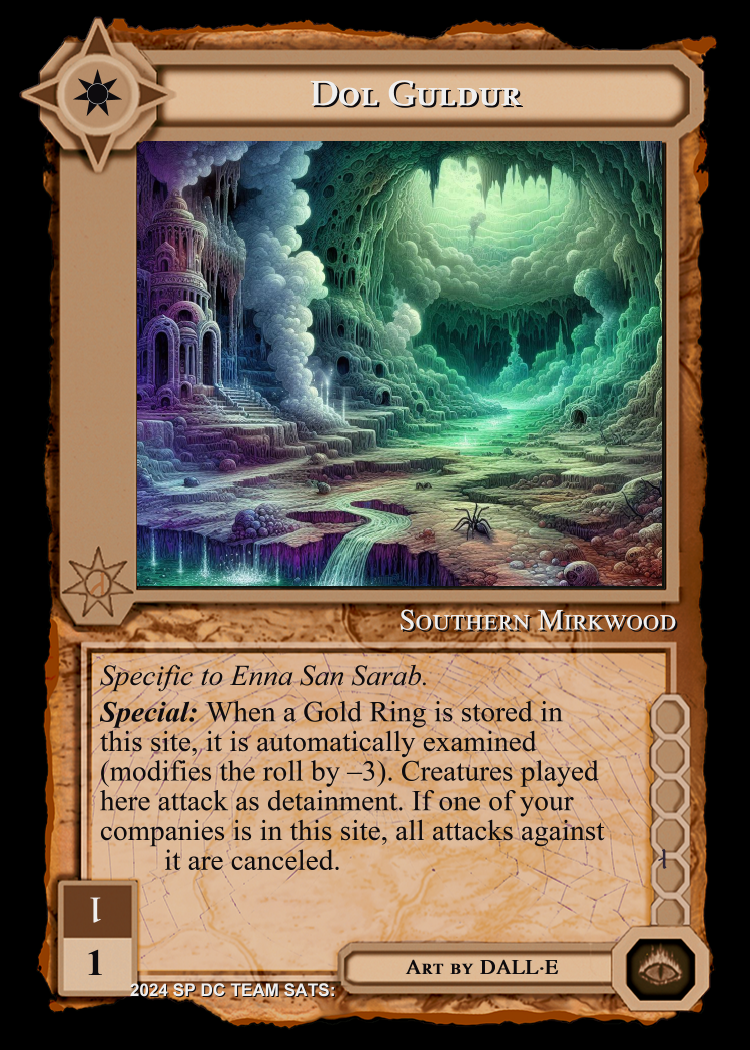 Dol Guldur
Southern Mirkwood
Specific to Enna San Sarab.
Special: When a Gold Ring is stored in
this site, it is automatically examined
(modifies the roll by –3). Creatures played
here attack as detainment. If one of your
companies is in this site, all attacks against
it are canceled.
1
1
Art by DALL·E
2024 SP DC TEAM SATS: